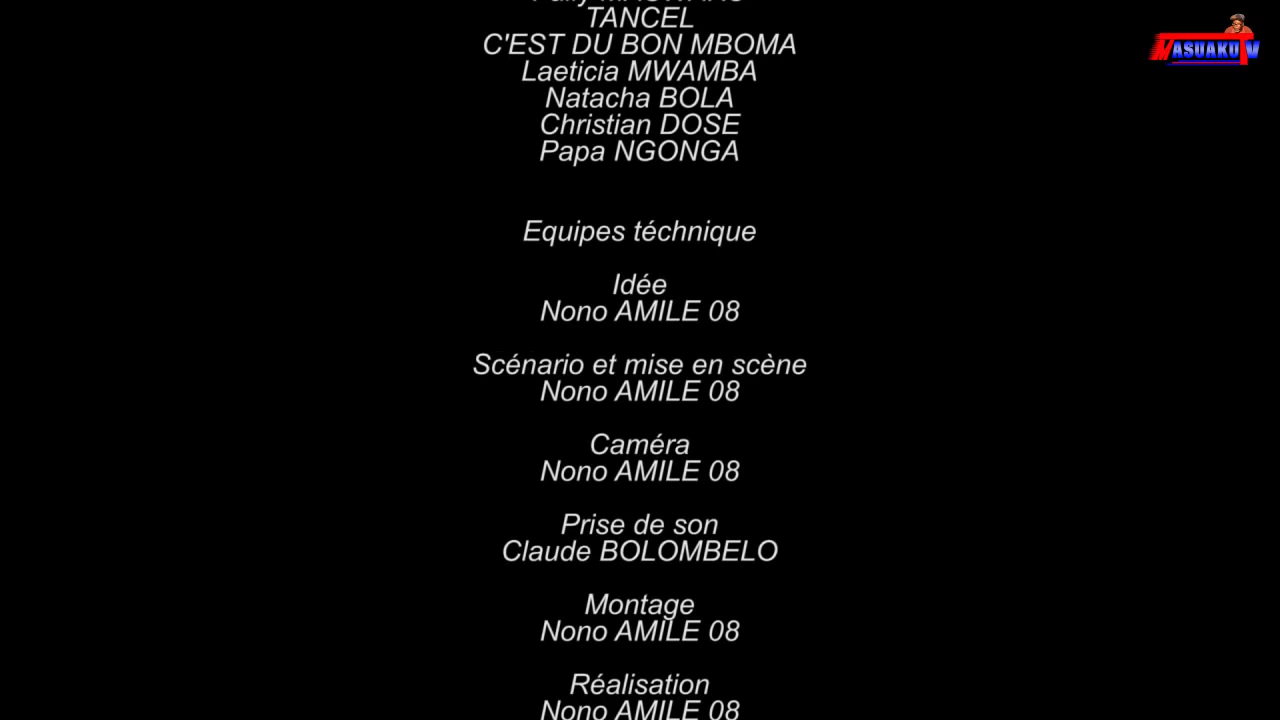 TANCEL
C'EST DU BON MBOMA
Laeticia MWAMBA
Natacha BOLA
Christian DOSE
Papa NGONGA
Equipes téchnique
Idée
Nono AMILE 08
Scénario et mise en scène
Nono AMILE 08
Caméra
Nono AMILE 08
Prise de son
Claude BOLOMBELO
Montage
Nono AMILE 08
Réalisation
Nono AMILE 08
MASUAKU TV